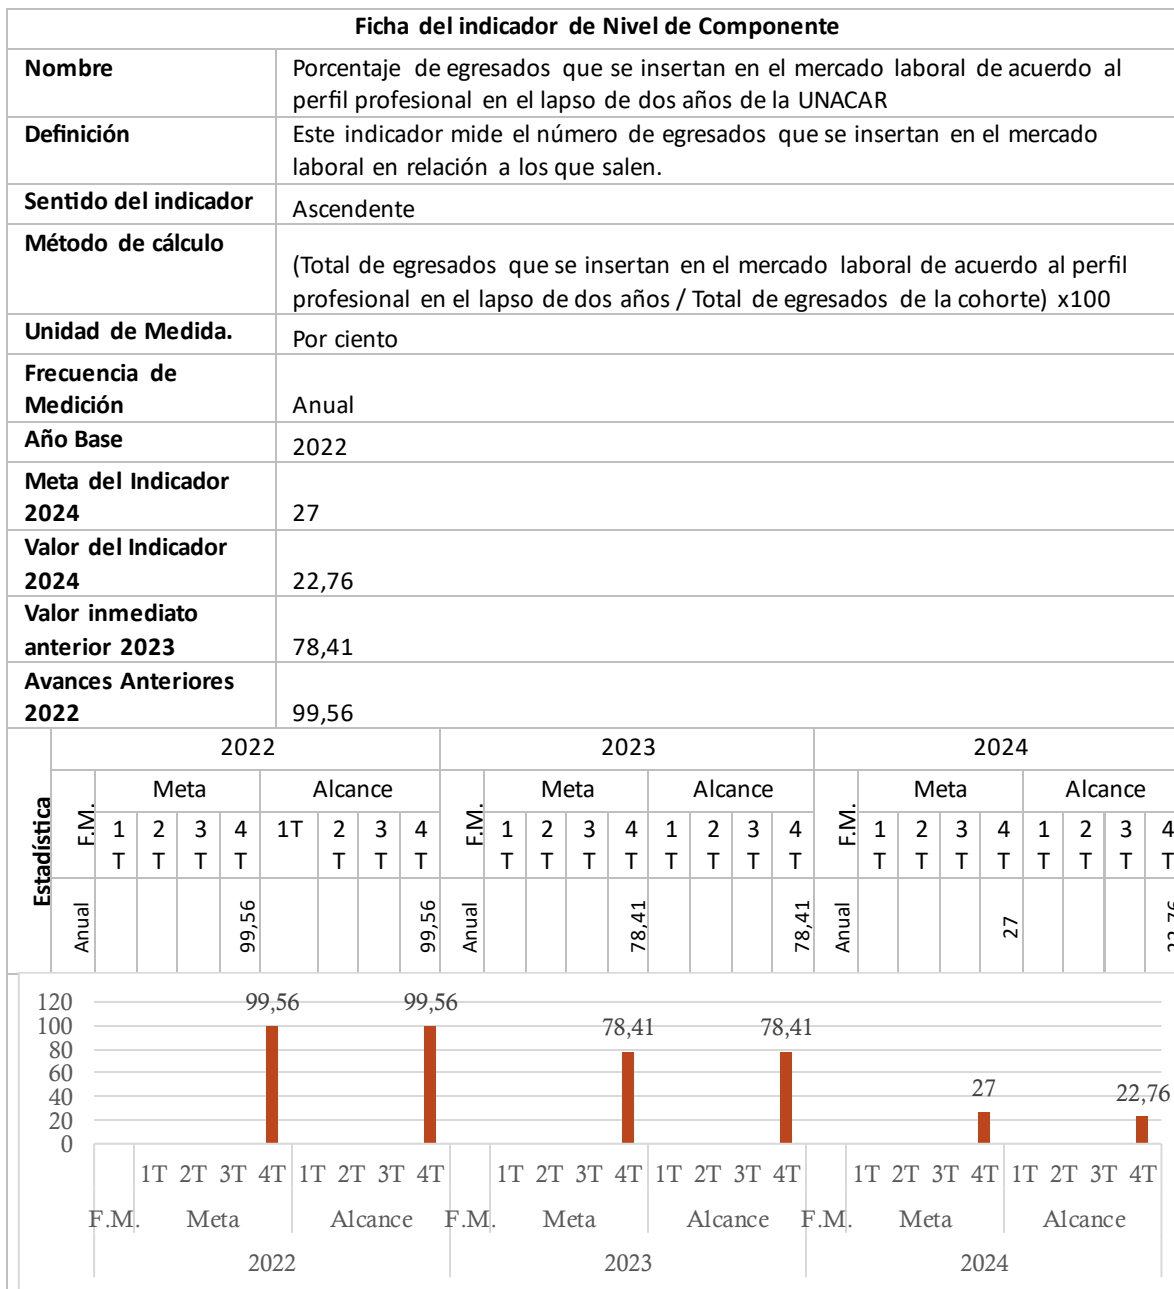 Ficha del indicador de Nivel de Componente
Nombre
Porcentaje de egresados que se insertan en el mercado laboral de acuerdo al
perfil profesional en el lapso de dos años de la UNACAR
Definición
Este indicador mide el número de egresados que se insertan en el mercado
laboral en relación a los que salen.
Sentido del indicador
Ascendente
Método de cálculo
(Total de egresados que se insertan en el mercado laboral de acuerdo al perfil
profesional en el lapso de dos años / Total de egresados de la cohorte) x100
Unidad de Medida.
Por ciento
Frecuencia de
Medición
Anual
Año Base
2022
Meta del Indicador
2024
27
Valor del Indicador
2024
22,76
Valor inmediato
anterior 2023
78,41
Avances Anteriores
2022
99,56
Estadística
2022 2023 2024
F.M. Meta Alcance F.M. Meta Alcance F.M. Meta Alcance
1 2 3 4 1T 2 3 4 1 2 3 4 1 2 3 4 1 2 3 4 1 2 3 4
T T T T T T T T T T T T T T T T T T T T T T T
Anual 99,56 99,56 Anual 78,41 78,41 Anual 27 22,76
99,56 99,56 78,41 78,41 27 22,76
120
100
80
60
40
20
0
1T 2T 3T 4T 1T 2T 3T 4T 1T 2T 3T 4T 1T 2T 3T 4T 1T 2T 3T 4T 1T 2T 3T 4T
F.M. Meta Alcance F.M. Meta Alcance F.M. Meta Alcance
2022 2023 2024